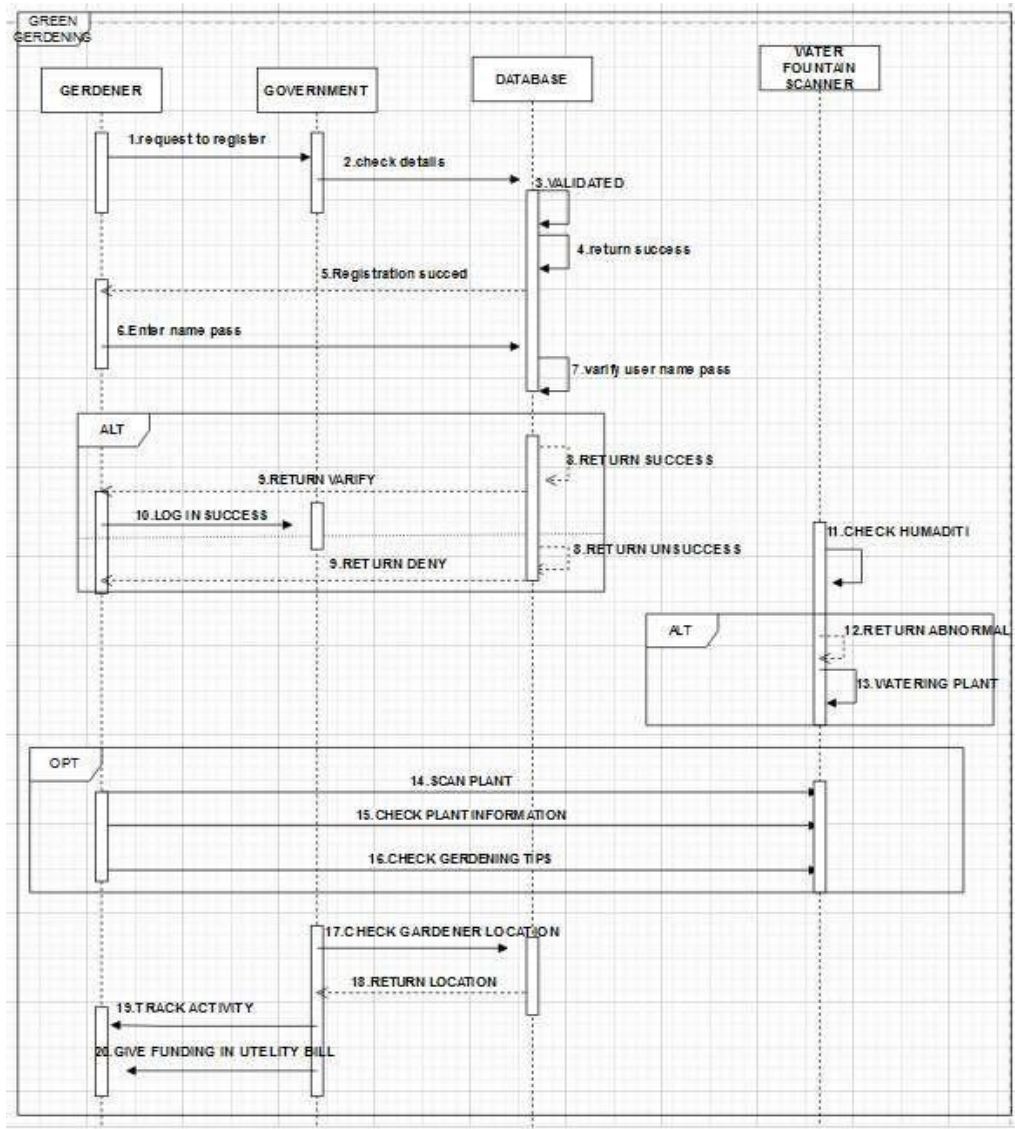 GREEN
GERDENING
GERDENER
GOVERNMENT
DATABASE
WATER
FOUNTAIN
SCANNER
1.request to register
2.check details
3.VALIDATED
4.return success
5.Registration succed
6.Enter name pass
7.varify user name pass
ALT
8.RETURN SUCCESS
9.RETURN VARIFY
10.LOG IN SUCCESS
11.CHECK HUMADITI
8.RETURN UNSUCCESS
9.RETURN DENY
ALT
12.RETURN ABNORMAL
13.WATERING PLANT
OPT
14.SCAN PLANT
15.CHECK PLANT INFORMATION
16.CHECK GERDENING TIPS
17.CHECK GARDENER LOCATION
18.RETURN LOCATION
19.TRACK ACTIVITY
20.GIVE FUNDING IN UTELITY BILL